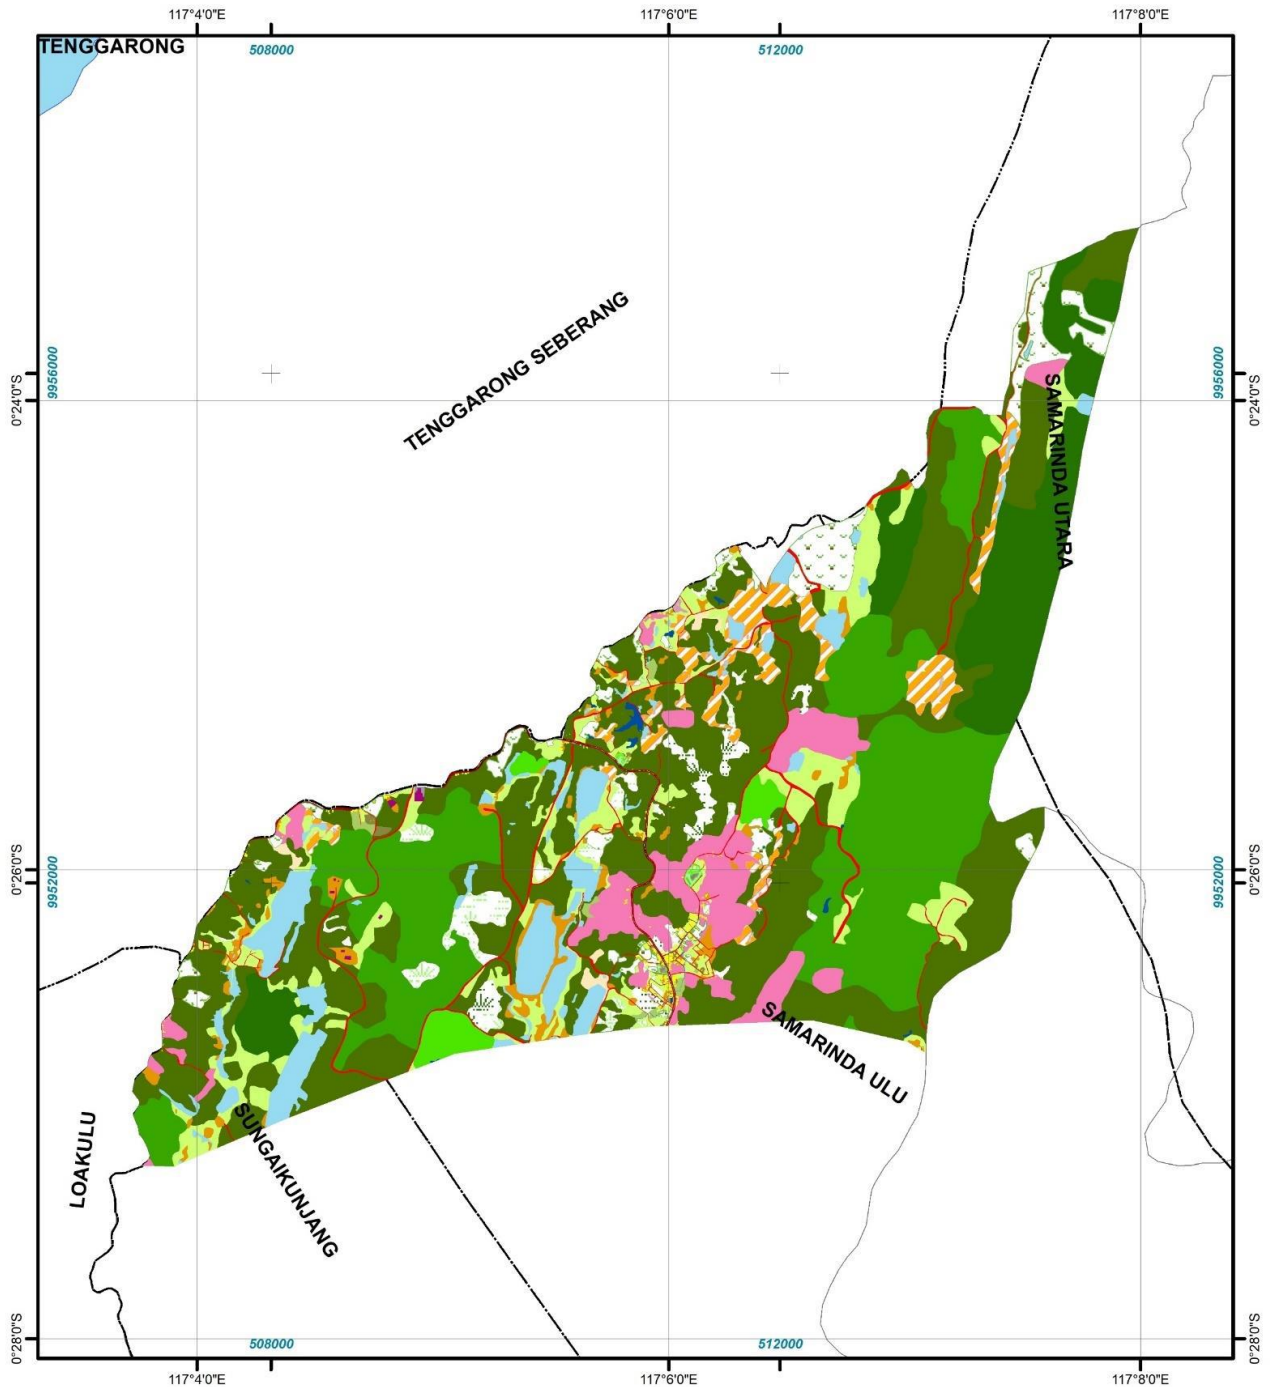 117°4'0"E 117°6'0"E 117°8'0"E
TENGGARONG
508000 512000
TENGGARONG SEBERANG
9956000 9956000
0°24'0"S 0°24'0"S
SAMARINDA UTARA
0°26'0"S 0°26'0"S
9952000 9952000
SAMARINDA ULU
LOAKULU
SUNGAIKUNJANG
0°28'0"S 0°28'0"S
508000 512000
117°4'0"E 117°6'0"E 117°8'0"E